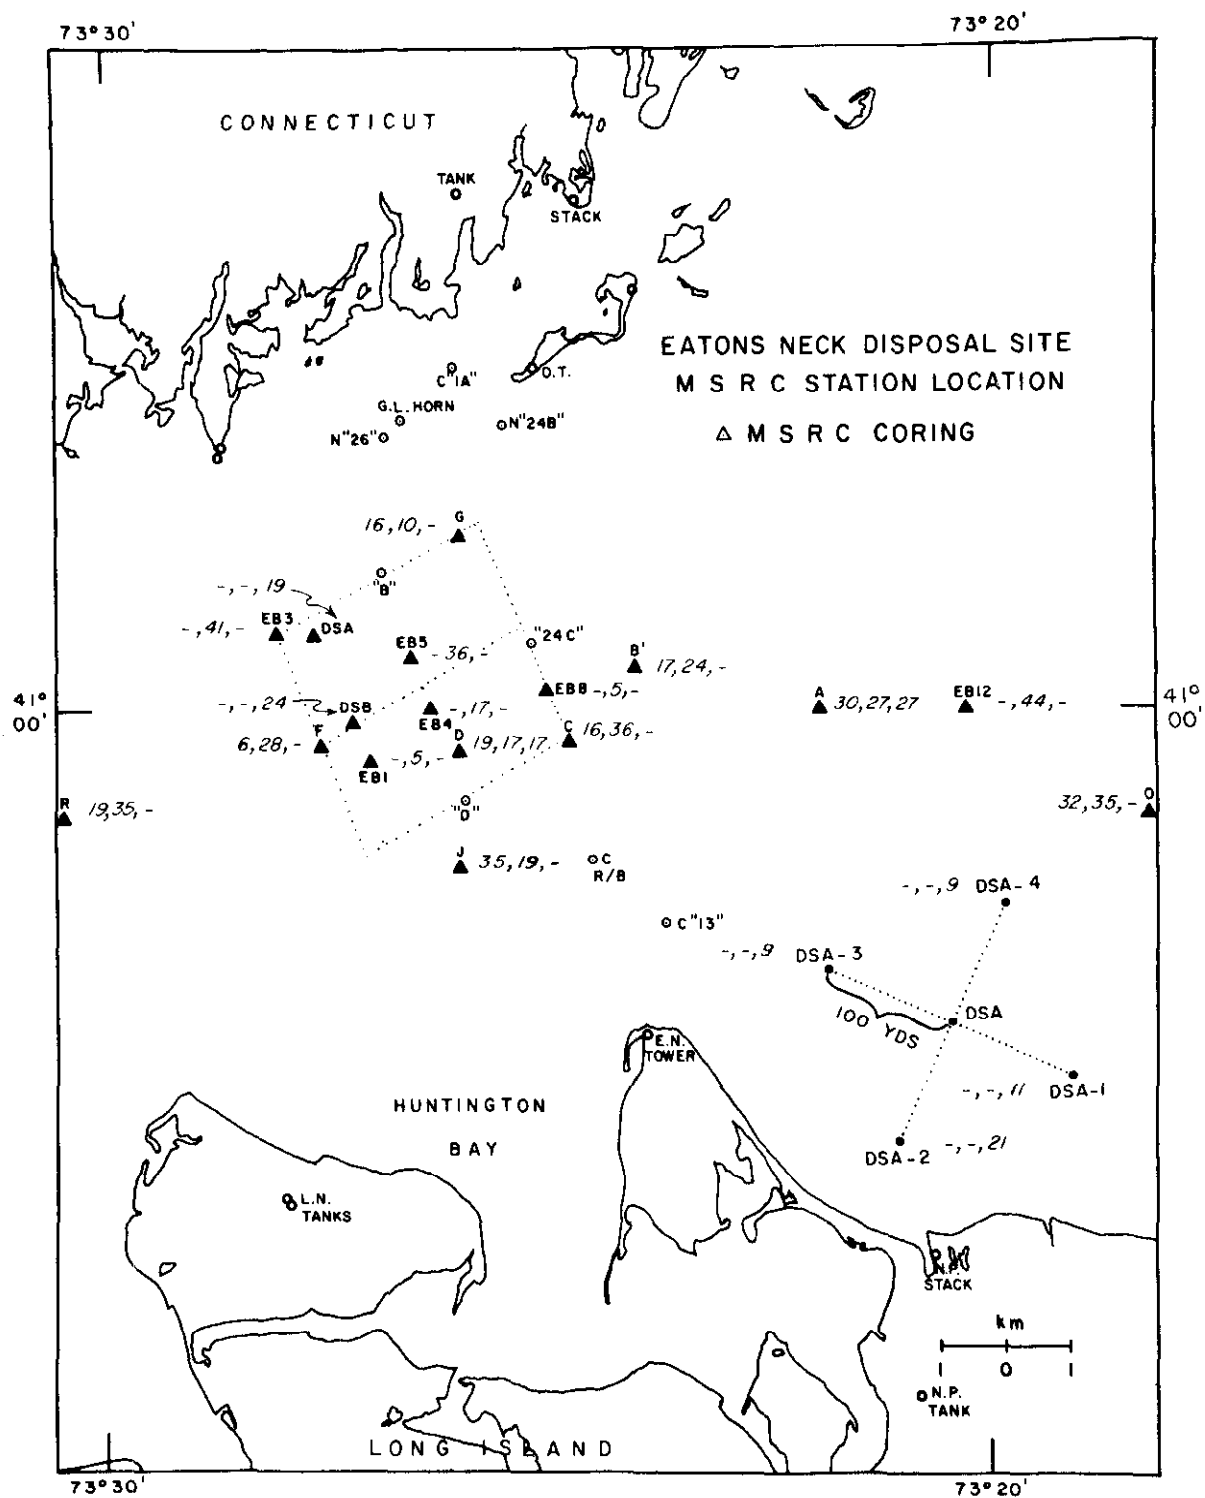 73°30'
73°20'
CONNECTICUT
TANK
STACK
EATONS NECK DISPOSAL SITE
M S R C STATION LOCATION
△ M S R C CORING
C "1A"
O.T.
G.L. HORN
N"26"
N"24B"
G
16,10,-
"B"
-,-,19
EB3
-,41,-
DSA
"24C"
EB5
-36,-
B'
17,24,-
EB8 -,5,-
A
30,27,27
EB12 -,44,-
41°
00'
41°
00'
-,-,24
DSB
EB4
-,17,-
F
6,28,-
D
19,17,17
C
16,36,-
EB1
-,5,-
R
19,35,-
"D"
O
32,35,-
J
35,19,-
C
R/B
C"13"
-,-,9 DSA-4
-,-,9 DSA-3
DSA
100 YDS
-,-,11 DSA-1
DSA-2 -,-,21
E.N.
TOWER
HUNTINGTON
BAY
L.N.
TANKS
N.P.
STACK
km
1 0 1
N.P.
TANK
LONG ISLAND
73°30'
73°20'